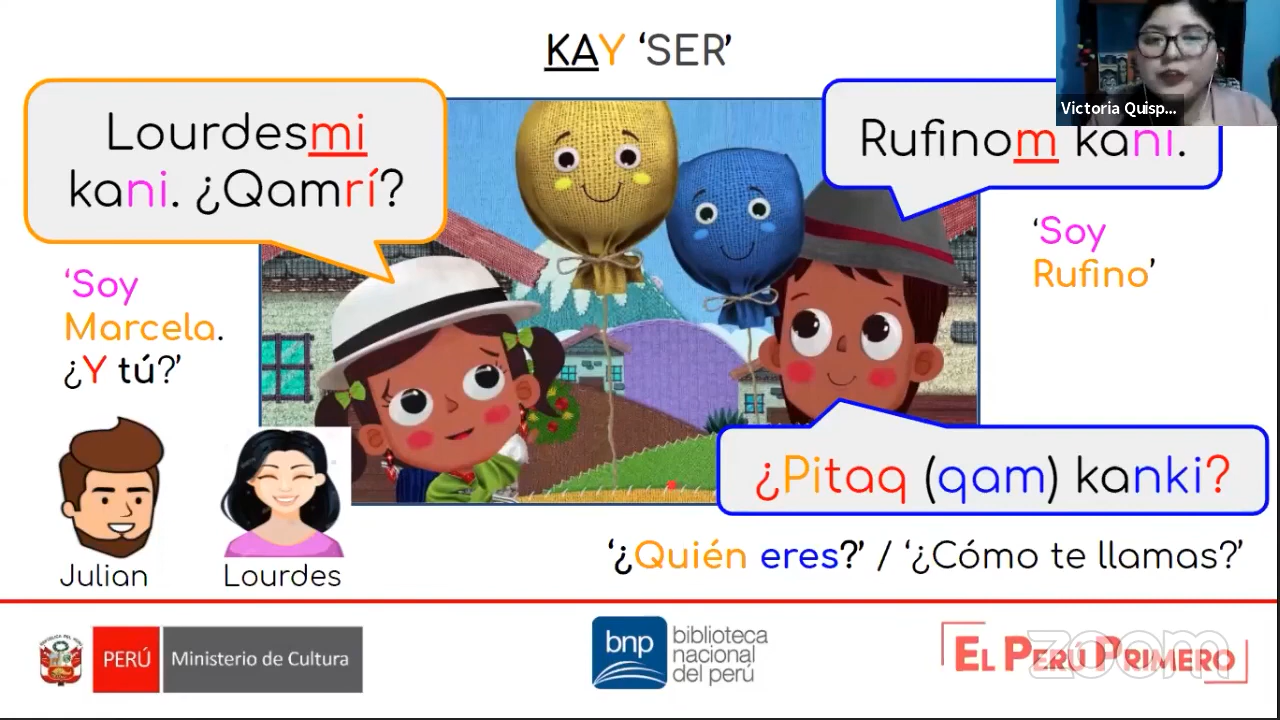 KAY ‘SER’
Victoria Quisp...
Lourdesmi
kani. ¿Qamrí?
Rufinom kani.
‘Soy
Rufino’
‘Soy
Marcela.
¿Y tú?’
¿Pitaq (qam) kanki?
‘¿Quién eres?’ / ‘¿Cómo te llamas?’
Julian
Lourdes
PERÚ
Ministerio de Cultura
bnp
biblioteca
nacional
del perú
EL PERÚ PRIMERO
zoom